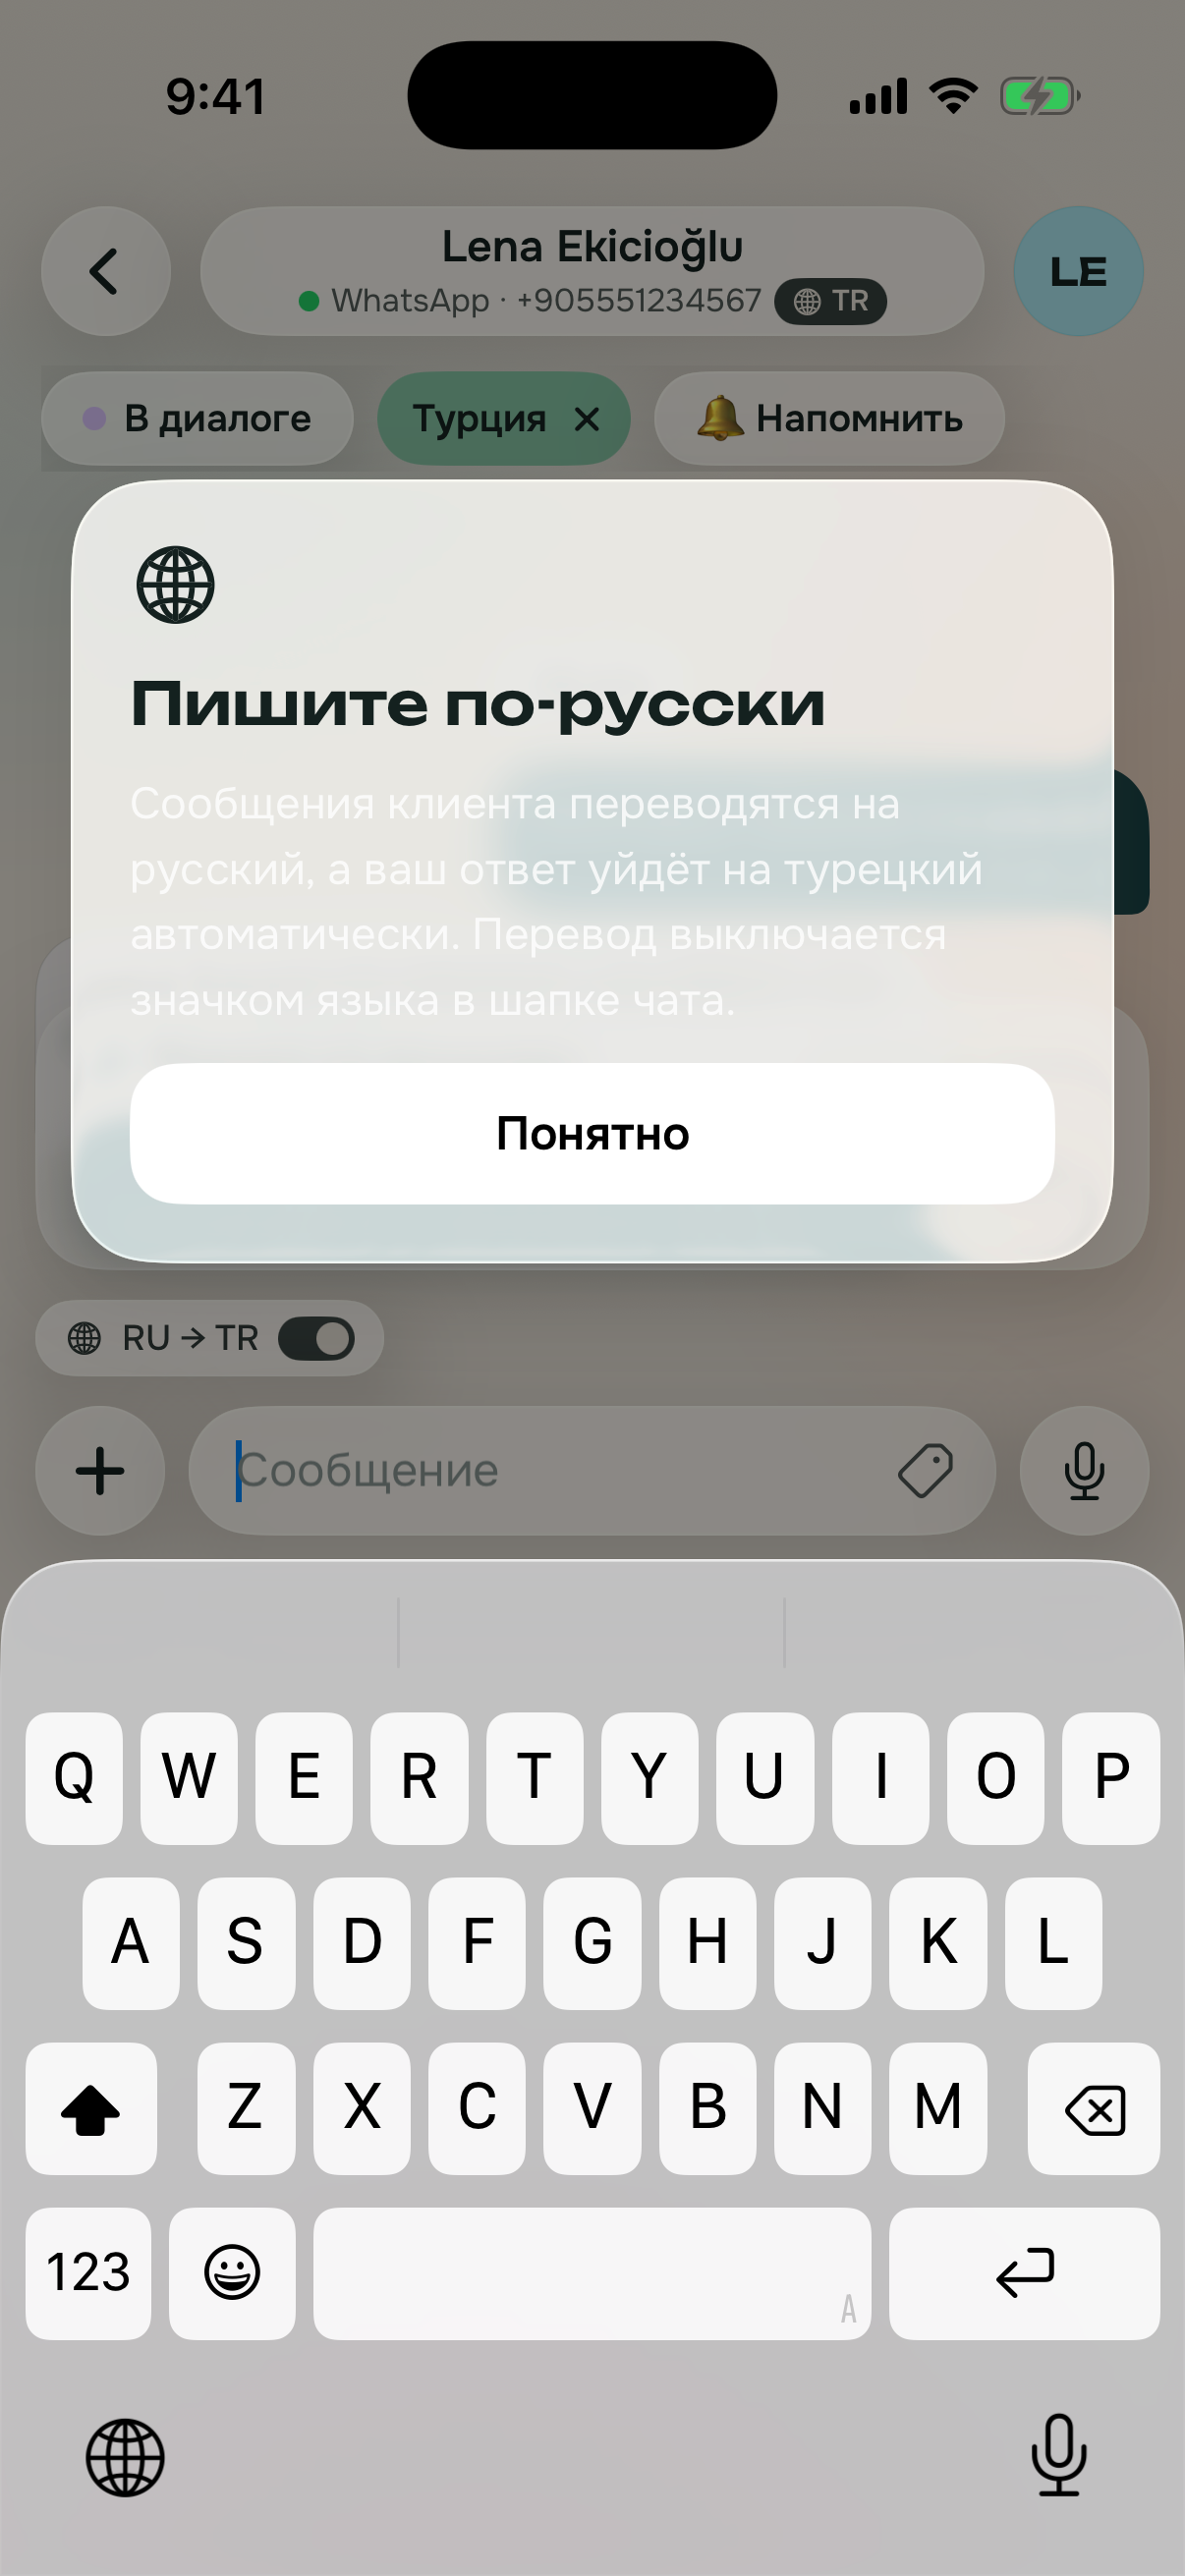 9:41
Lena Ekicioğlu
WhatsApp · +905551234567 TR
LE
В диалоге
Турция
Напомнить
Пишите по-русски
Сообщения клиента переводятся на
русский, а ваш ответ уйдёт на турецкий
автоматически. Перевод выключается
значком языка в шапке чата.
Понятно
RU → TR
Сообщение
Q W E R T Y U I O P
A S D F G H J K L
Z X C V B N M
123
A